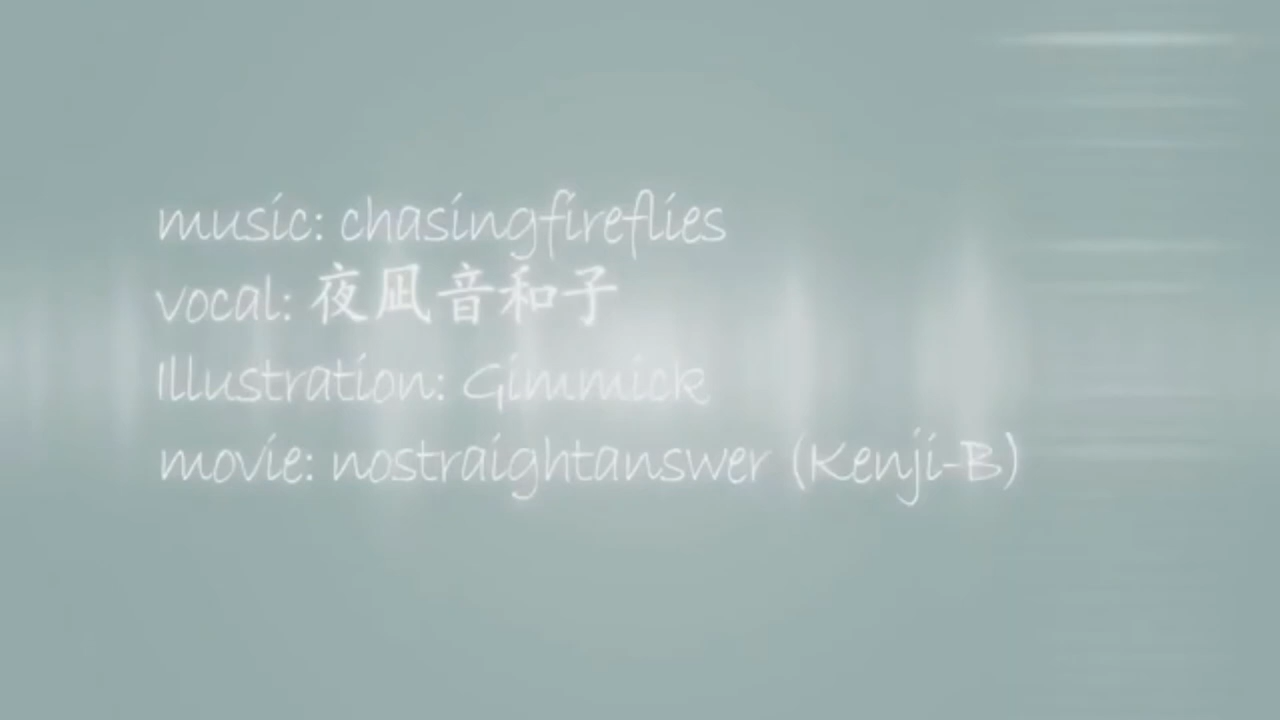 music: chasingfireflies
vocal: 夜凪音和子
Illustration: Gimmick
movie: nostraightanswer (Kenji-B)